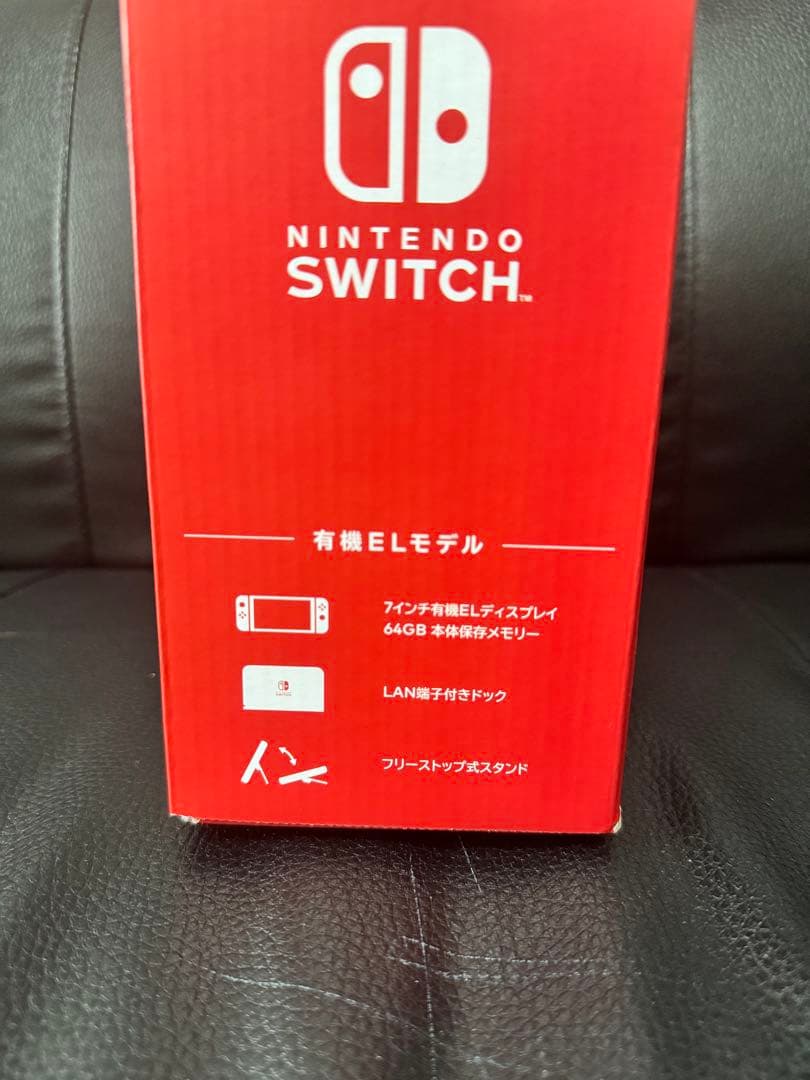 NINTENDO
SWITCH™
有機ELモデル
7インチ有機ELディスプレイ
64GB 本体保存メモリー
LAN端子付きドック
フリーストップ式スタンド